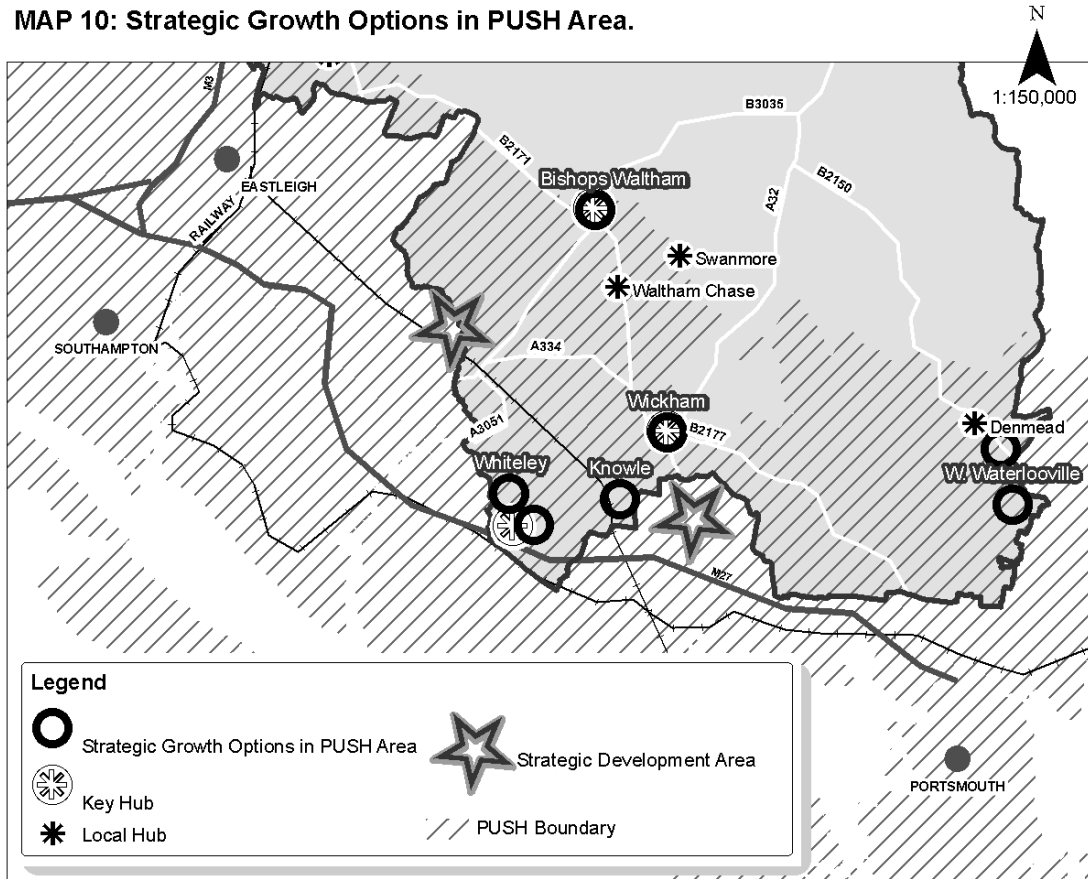 MAP 10: Strategic Growth Options in PUSH Area.
N
1:150,000
M3
B3035
B2171
B2150
Bishops Waltham
EASTLEIGH
A32
RAILWAY
Swanmore
Waltham Chase
SOUTHAMPTON
A334
Wickham
A3051
B2177
Denmead
Whiteley
Knowle
W. Waterlooville
M27
Legend
Strategic Growth Options in PUSH Area
Strategic Development Area
Key Hub
PUSH Boundary
Local Hub
PORTSMOUTH